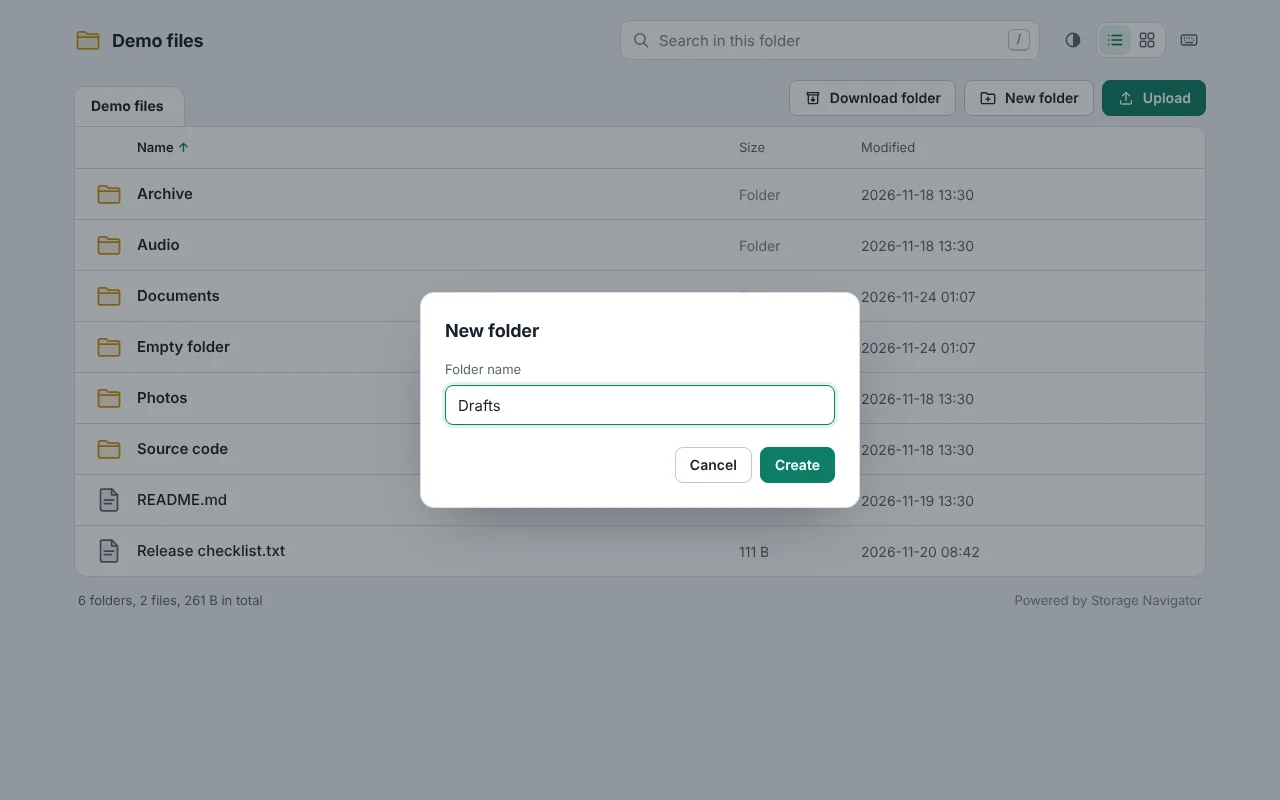 Demo files
Search in this folder
/
Demo files
Download folder
New folder
Upload
Name Size Modified
Archive Folder 2026-11-18 13:30
Audio Folder 2026-11-18 13:30
Documents 2026-11-24 01:07
Empty folder 2026-11-24 01:07
Photos 2026-11-18 13:30
Source code 2026-11-18 13:30
README.md 2026-11-19 13:30
Release checklist.txt 111 B 2026-11-20 08:42
New folder
Folder name
Drafts
Cancel
Create
6 folders, 2 files, 261 B in total
Powered by Storage Navigator